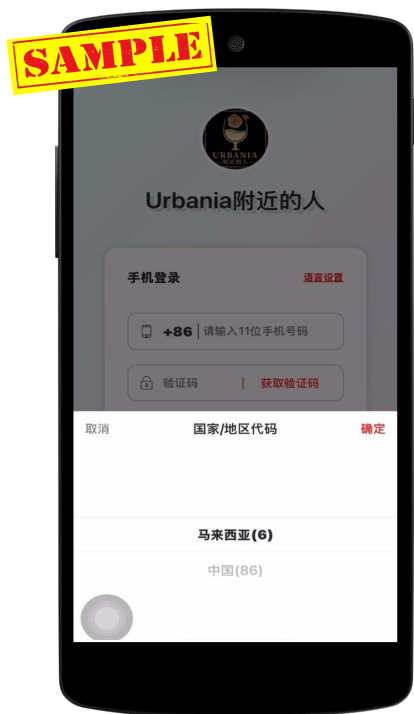 SAMPLE
URBANIA
附近的人
Urbania附近的人
手机登录
语言设置
+86 请输入11位手机号码
验证码 获取验证码
取消 国家/地区代码 确定
马来西亚(6)
中国(86)